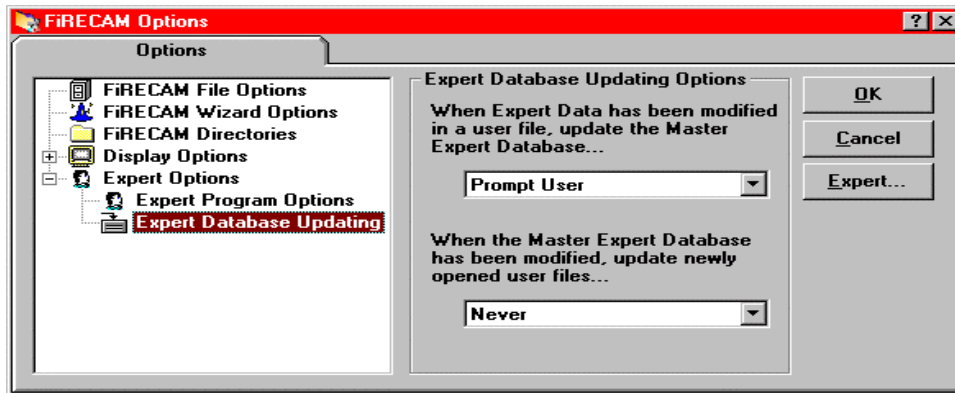 FiRECAM Options
Options
FiRECAM File Options
FiRECAM Wizard Options
FiRECAM Directories
Display Options
Expert Options
Expert Program Options
Expert Database Updating
Expert Database Updating Options
When Expert Data has been modified
in a user file, update the Master
Expert Database...
Prompt User
When the Master Expert Database
has been modified, update newly
opened user files...
Never
OK
Cancel
Expert...